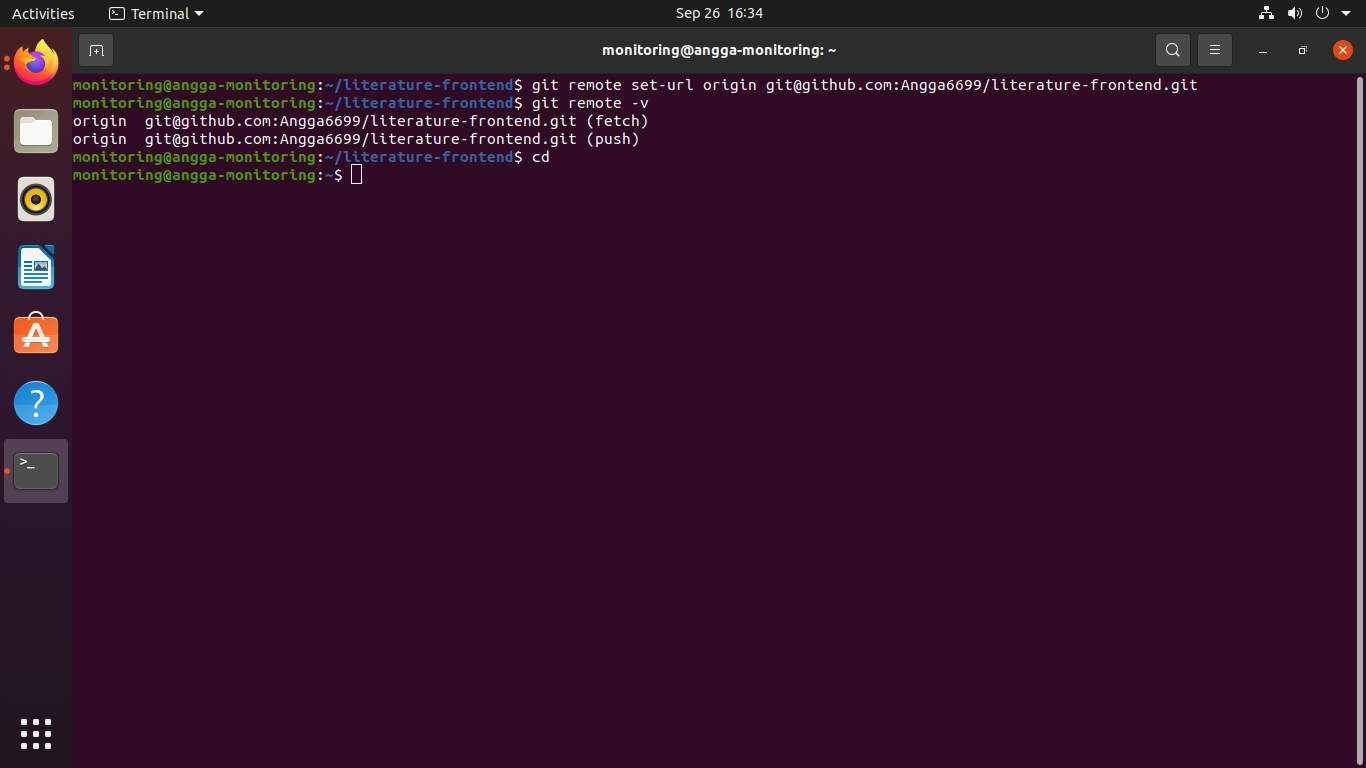 Activities
Terminal
Sep 26 16:34
monitoring@angga-monitoring: ~
monitoring@angga-monitoring:~/literature-frontend$ git remote set-url origin git@github.com:Angga6699/literature-frontend.git
monitoring@angga-monitoring:~/literature-frontend$ git remote -v
origin  git@github.com:Angga6699/literature-frontend.git (fetch)
origin  git@github.com:Angga6699/literature-frontend.git (push)
monitoring@angga-monitoring:~/literature-frontend$ cd
monitoring@angga-monitoring:~$